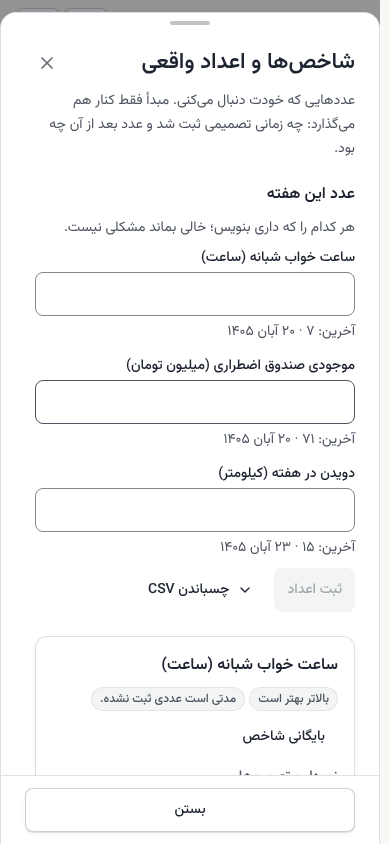 شاخص‌ها و اعداد واقعی
عددهایی که خودت دنبال می‌کنی. مبدأ فقط کنار هم
می‌گذارد: چه زمانی تصمیمی ثبت شد و عدد بعد از آن چه
بود.
عدد این هفته
هر کدام را که داری بنویس؛ خالی بماند مشکلی نیست.
ساعت خواب شبانه (ساعت)
آخرین: ۷ · ۲۰ آبان ۱۴۰۵
موجودی صندوق اضطراری (میلیون تومان)
آخرین: ۷۱ · ۲۰ آبان ۱۴۰۵
دویدن در هفته (کیلومتر)
آخرین: ۱۵ · ۲۳ آبان ۱۴۰۵
ثبت اعداد
چسباندن CSV
ساعت خواب شبانه (ساعت)
بالاتر بهتر است
مدتی است عددی ثبت نشده.
بایگانی شاخص
بستن